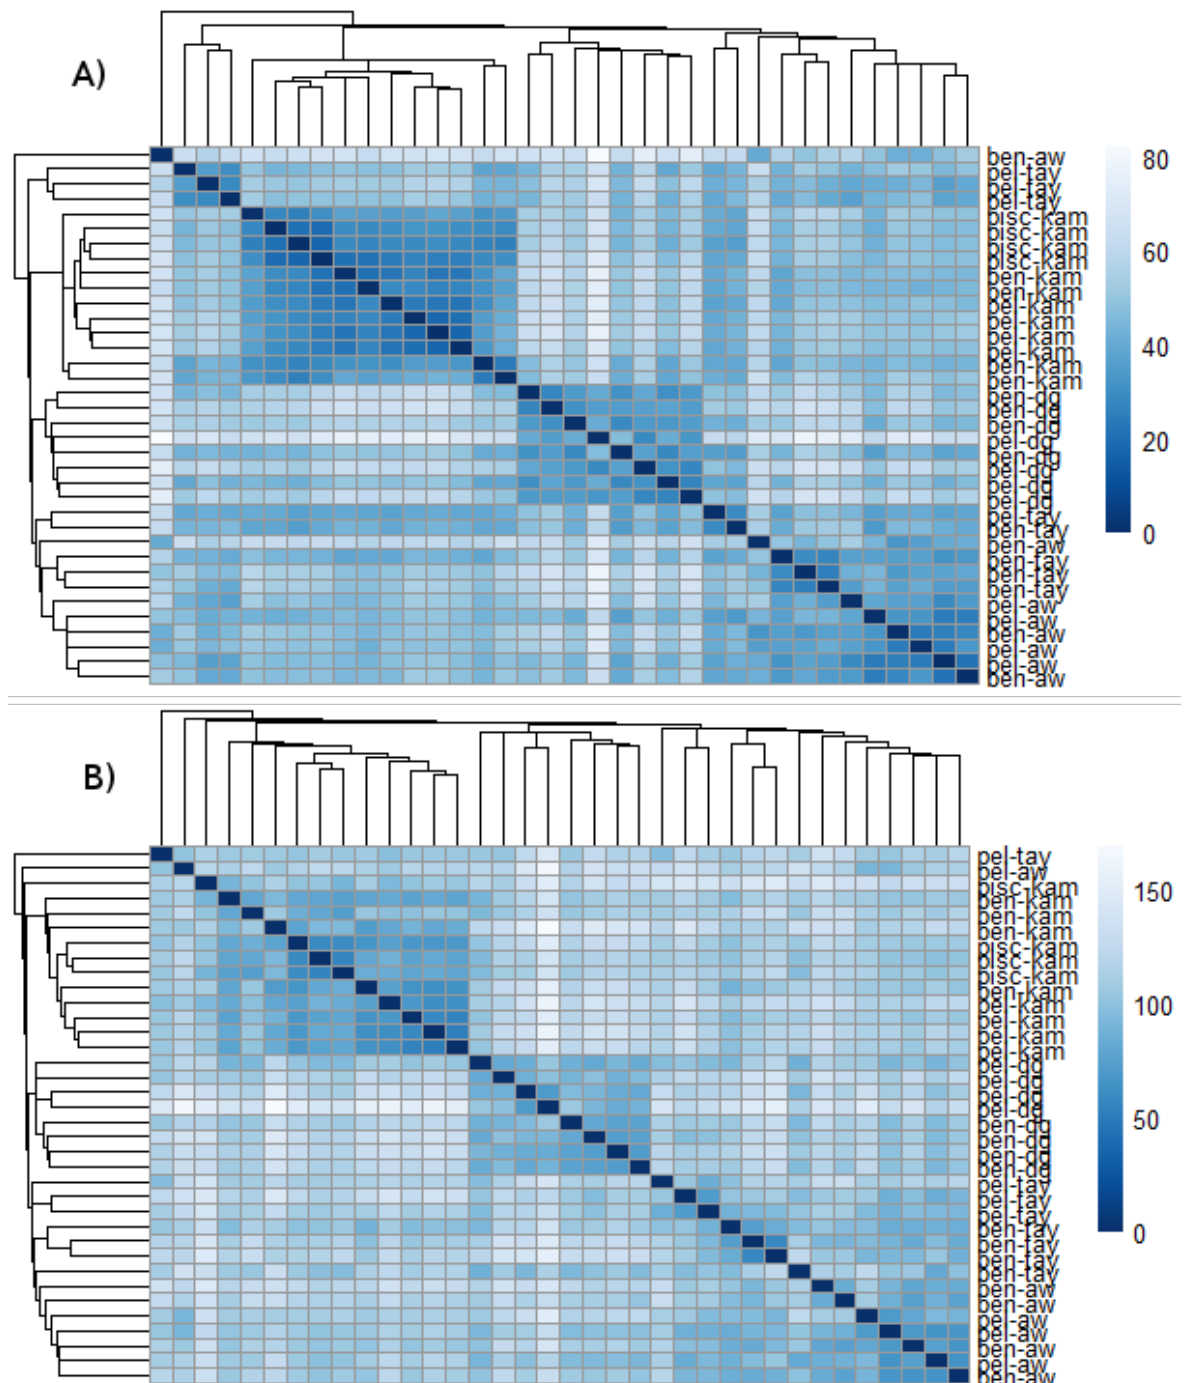 A)
ben-aw
pel-tay
pel-tay
pel-tay
pisc-kam
pisc-kam
pisc-kam
pisc-kam
ben-kam
ben-kam
pel-kam
pel-kam
pel-kam
pel-kam
ben-kam
ben-kam
ben-dg
ben-dg
ben-dg
pel-dg
ben-dg
pel-dg
pel-dg
pel-dg
pel-tay
ben-tay
ben-aw
ben-tay
ben-tay
ben-tay
pel-aw
pel-aw
ben-aw
pel-aw
pel-aw
ben-aw
80
60
40
20
0
B)
pel-tay
pel-aw
pisc-kam
ben-kam
ben-kam
ben-kam
pisc-kam
pisc-kam
pisc-kam
ben-kam
pel-kam
pel-kam
pel-kam
pel-kam
pel-dg
pel-dg
pel-dg
pel-dg
ben-dg
ben-dg
ben-dg
ben-dg
pel-tay
pel-tay
pel-tay
ben-tay
ben-tay
ben-tay
ben-tay
ben-aw
ben-aw
pel-aw
pel-aw
ben-aw
pel-aw
ben-aw
150
100
50
0